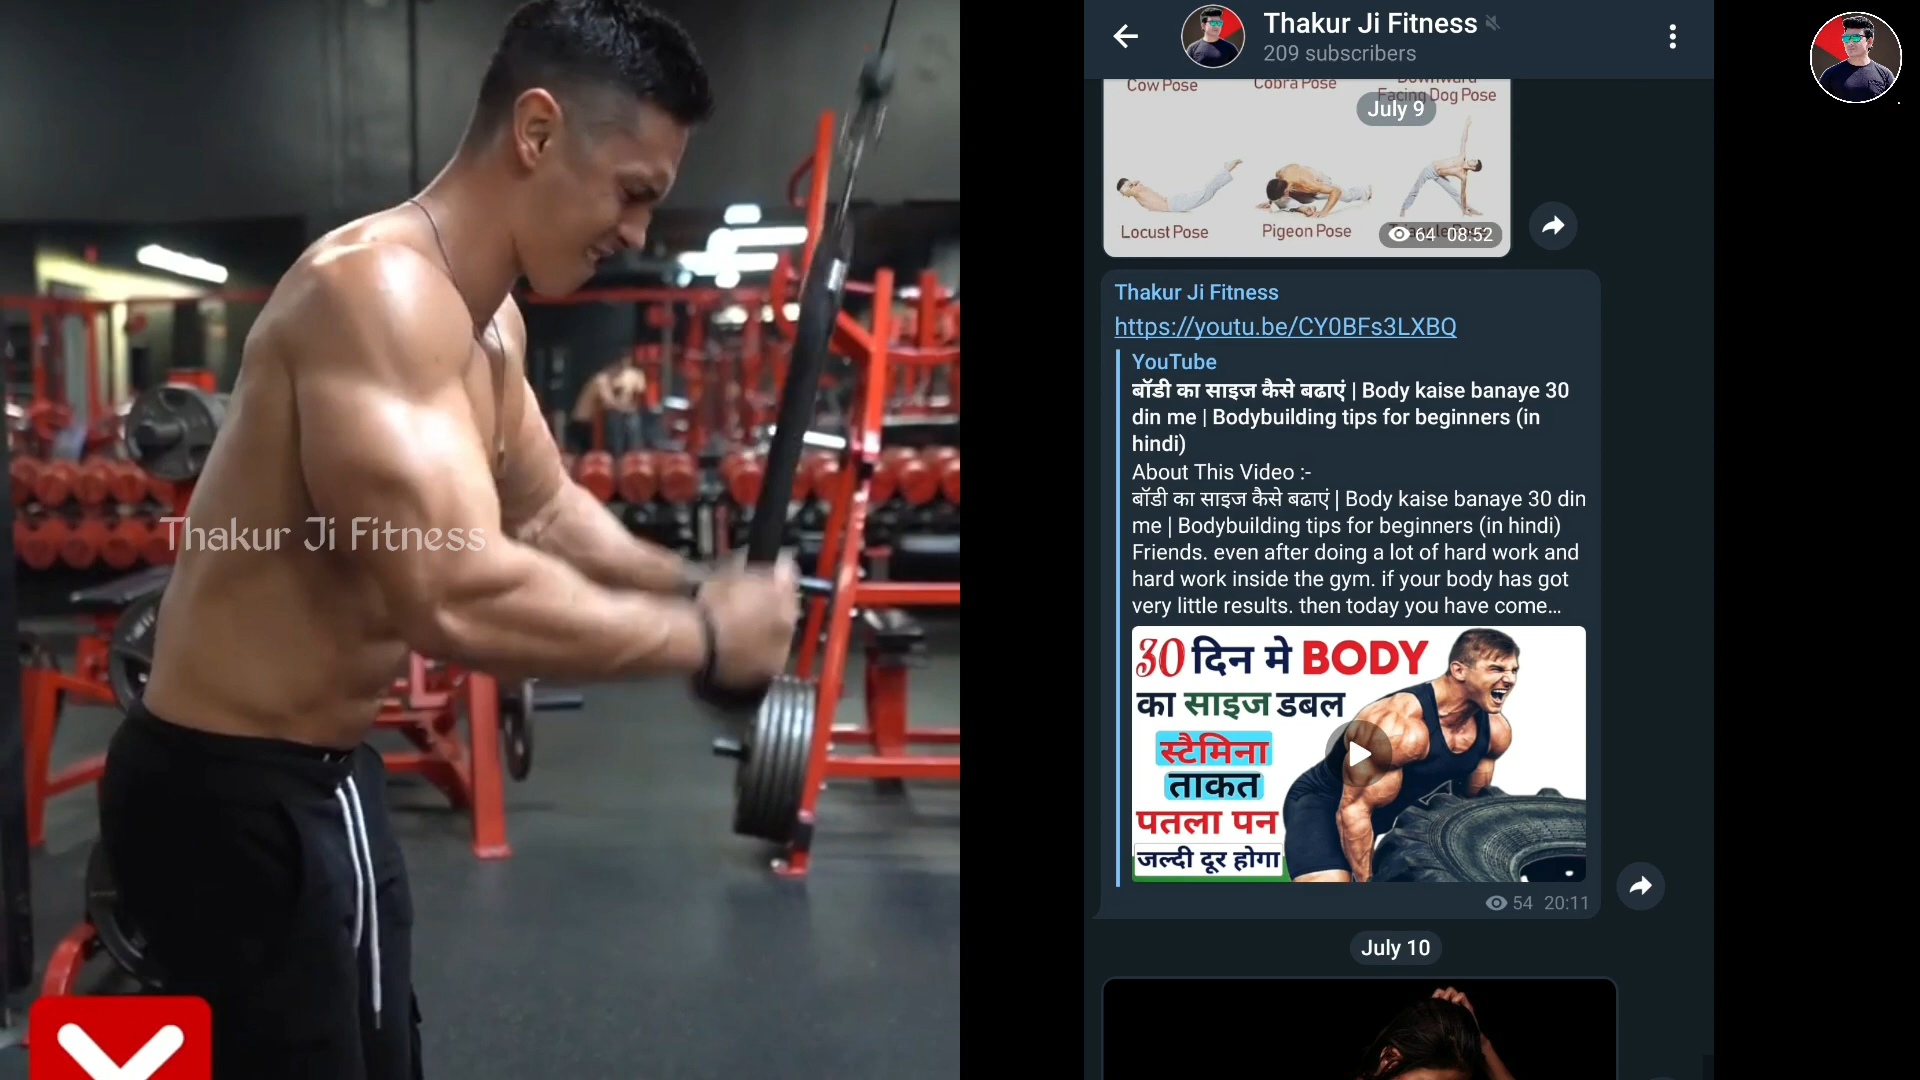 Thakur Ji Fitness
Thakur Ji Fitness
209 subscribers
Cow Pose
Cobra Pose
Downward
Facing Dog Pose
July 9
Locust Pose
Pigeon Pose
64 08:52
Thakur Ji Fitness
https://youtu.be/CY0BFs3LXBQ
YouTube
बॉडी का साइज कैसे बढाएं | Body kaise banaye 30
din me | Bodybuilding tips for beginners (in
hindi)
About This Video :-
बॉडी का साइज कैसे बढाएं | Body kaise banaye 30 din
me | Bodybuilding tips for beginners (in hindi)
Friends. even after doing a lot of hard work and
hard work inside the gym. if your body has got
very little results. then today you have come...
30 दिन मे BODY
का साइज डबल
स्टैमिना
ताकत
पतला पन
जल्दी दूर होगा
54 20:11
July 10